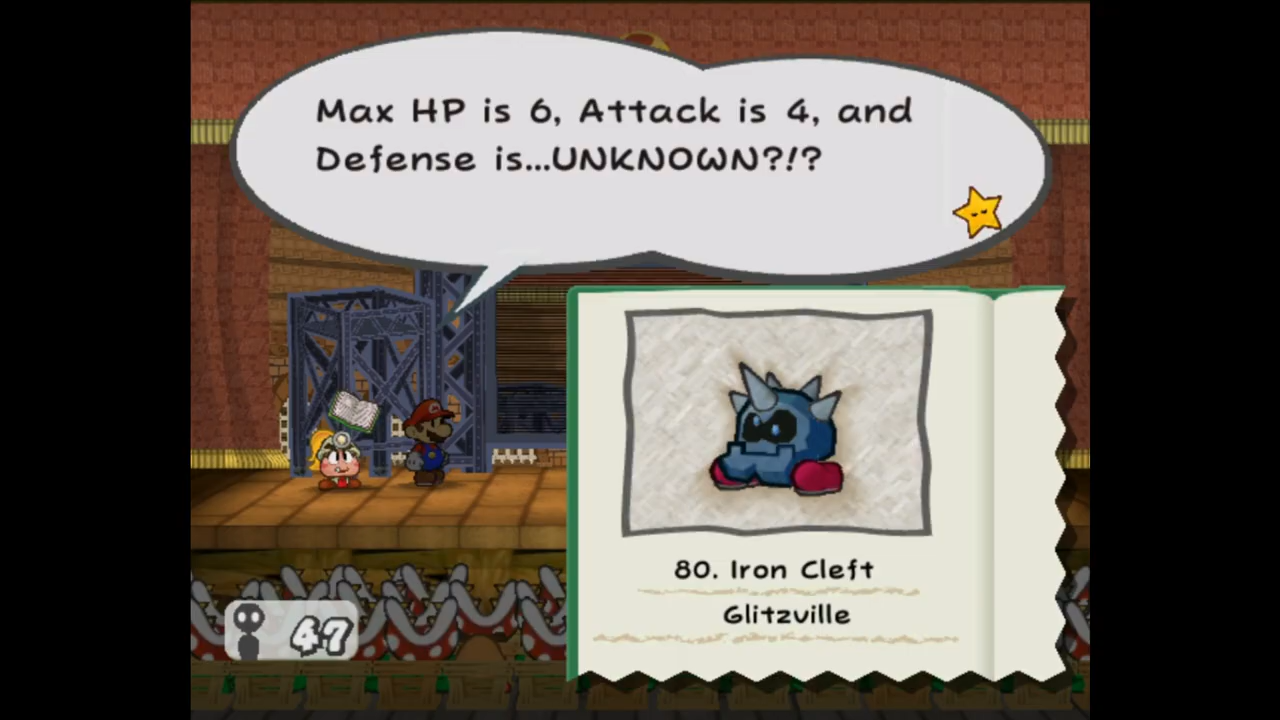 Max HP is 6, Attack is 4, and
Defense is...UNKNOWN?!?
80. Iron Cleft
Glitzville
47